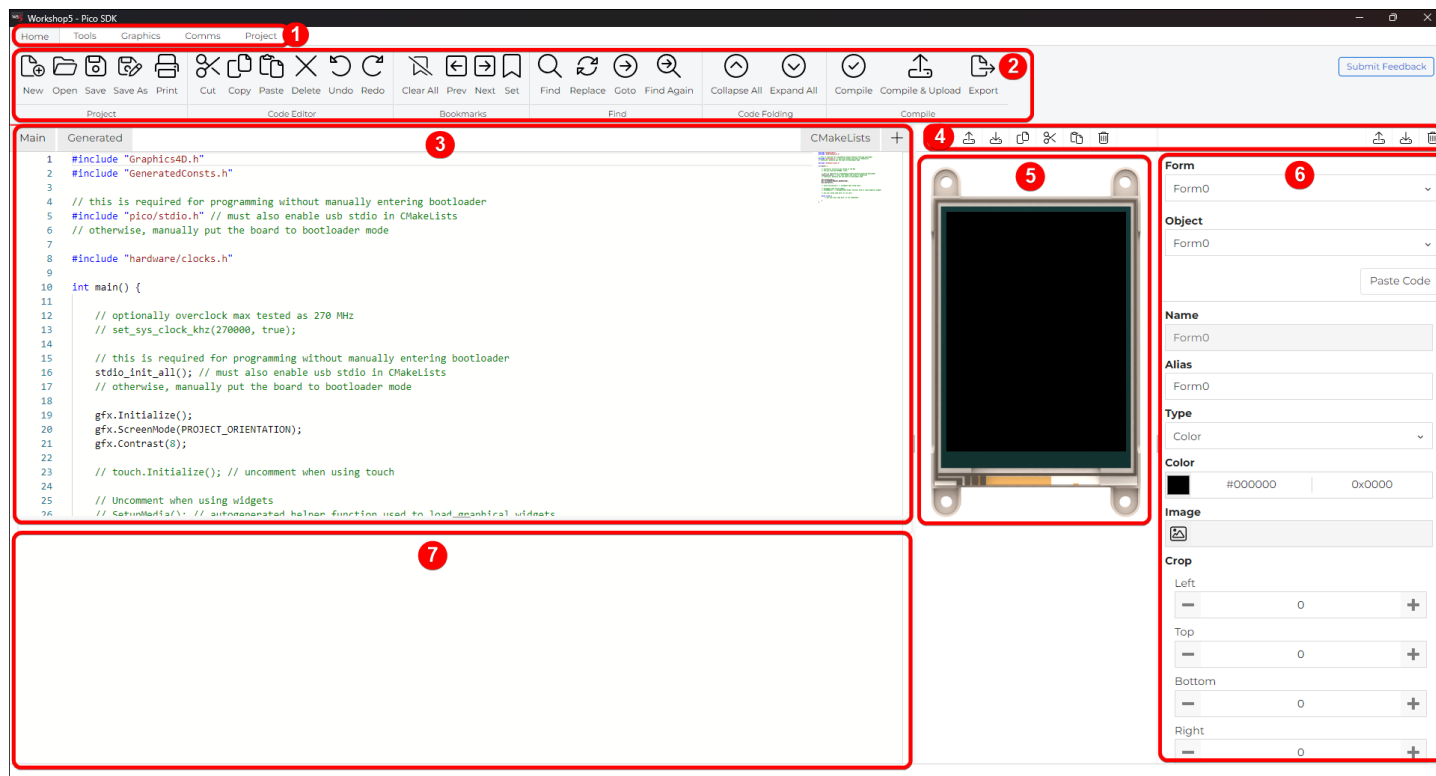 Workshop5 - Pico SDK
Home Tools Graphics Comms Project 1
New Open Save Save As Print Cut Copy Paste Delete Undo Redo Clear All Prev Next Set Find Replace Goto Find Again Collapse All Expand All Compile Compile & Upload Export 2 Submit Feedback
Project Code Editor Bookmarks Find Code Folding Compile
Main Generated 3 CMakeLists + 4
1 #include "Graphics4D.h"
2 #include "GeneratedConsts.h"
3
4 // this is required for programming without manually entering bootloader
5 #include "pico/stdio.h" // must also enable usb stdio in CMakeLists
6 // otherwise, manually put the board to bootloader mode
7
8 #include "hardware/clocks.h"
9
10 int main() {
11
12 // optionally overclock max tested as 270 MHz
13 // set_sys_clock_khz(270000, true);
14
15 // this is required for programming without manually entering bootloader
16 stdio_init_all(); // must also enable usb stdio in CMakeLists
17 // otherwise, manually put the board to bootloader mode
18
19 gfx.Initialize();
20 gfx.ScreenMode(PROJECT_ORIENTATION);
21 gfx.Contrast(8);
22
23 // touch.Initialize(); // uncomment when using touch
24
25 // Uncomment when using widgets
26 // SetupMedia(); // autogenerated helper function used to load graphical widgets
5
6
Form
Form0
Object
Form0
Paste Code
Name
Form0
Alias
Form0
Type
Color
Color
#000000 0x0000
Image
Crop
Left
0
Top
0
Bottom
0
Right
0
7